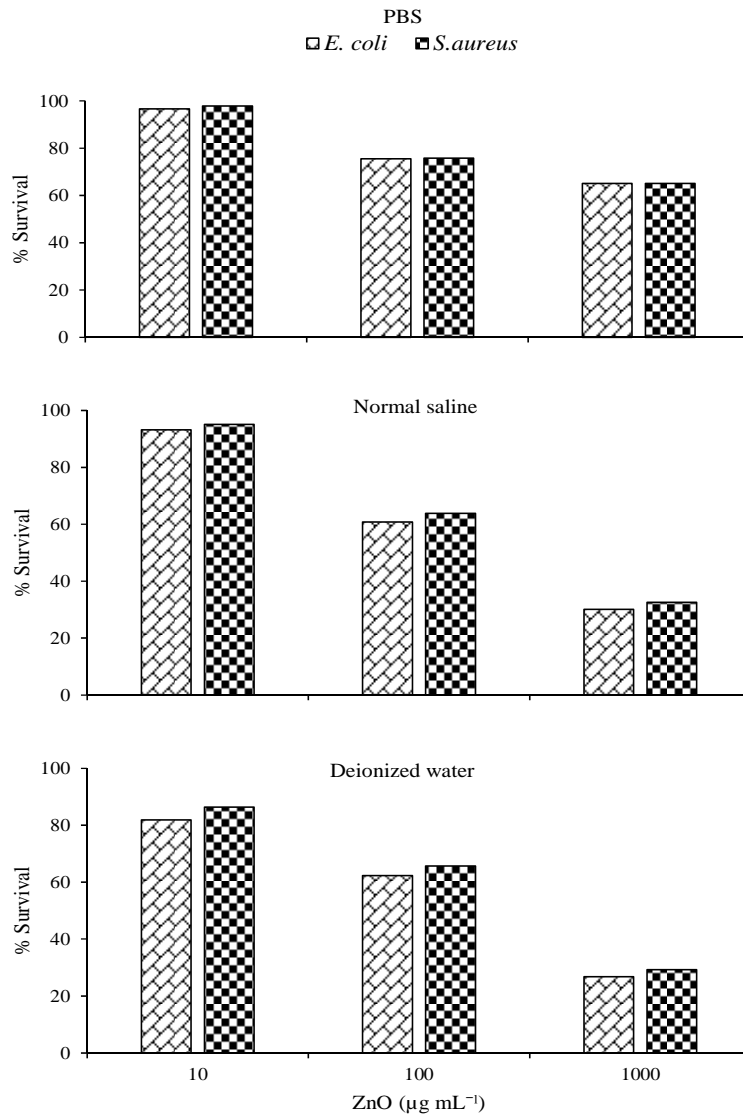 PBS
E. coli S.aureus
100
80
60
40
20
0
% Survival
Normal saline
100
80
60
40
20
0
% Survival
Deionized water
100
80
60
40
20
0
% Survival
10 100 1000
ZnO (µg mL⁻¹)